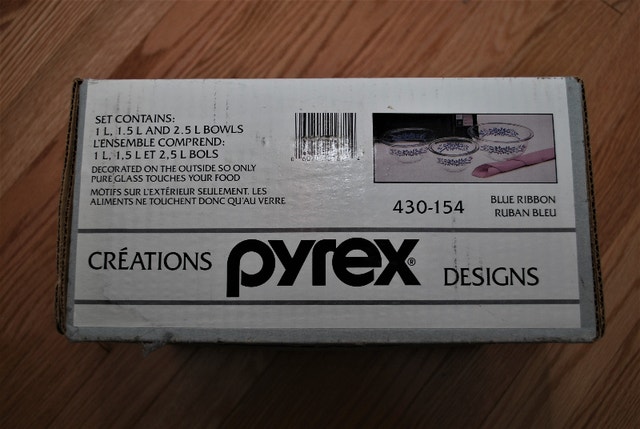 SET CONTAINS:
1 L, 1.5 L AND 2.5 L BOWLS
L'ENSEMBLE COMPREND:
1 L, 1,5 L ET 2,5 L BOLS
DECORATED ON THE OUTSIDE SO ONLY
PURE GLASS TOUCHES YOUR FOOD
MOTIFS SUR L'EXTÉRIEUR SEULEMENT. LES
ALIMENTS NE TOUCHENT DONC QU'AU VERRE
430-154
BLUE RIBBON
RUBAN BLEU
CRÉATIONS pyrex® DESIGNS